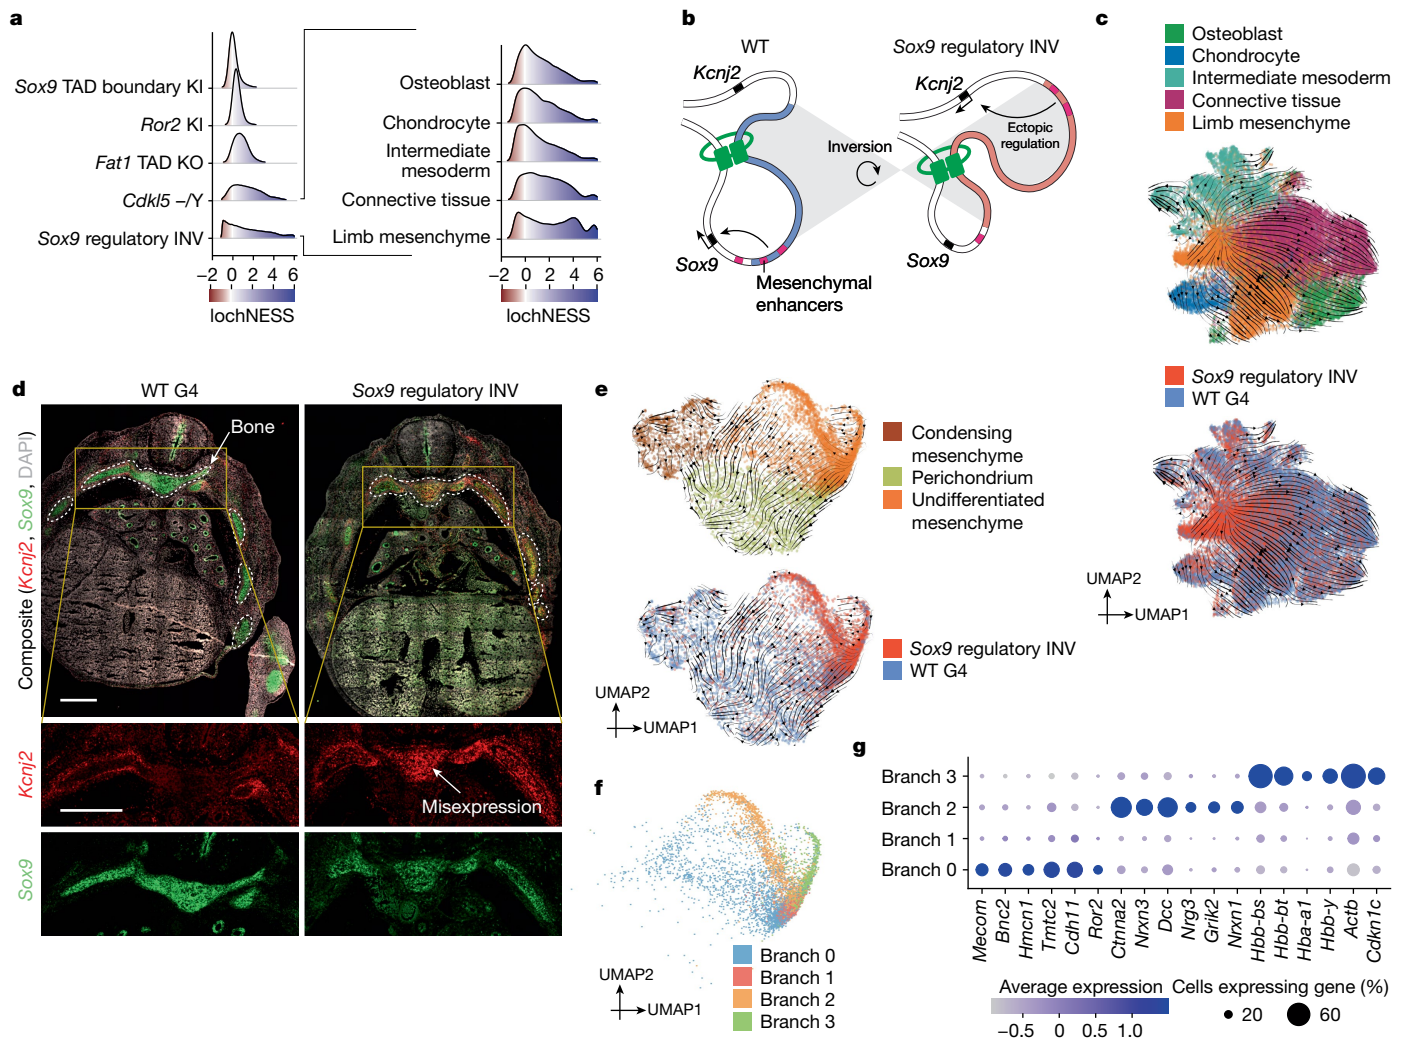 a
Sox9 TAD boundary KI
Ror2 KI
Fat1 TAD KO
Cdkl5 −/Y
Sox9 regulatory INV
−2 0 2 4 6
lochNESS
Osteoblast
Chondrocyte
Intermediate
mesoderm
Connective tissue
Limb mesenchyme
−2 0 2 4 6
lochNESS
b
WT
Sox9 regulatory INV
Kcnj2
Kcnj2
Ectopic
regulation
Inversion
Sox9
Sox9
Mesenchymal
enhancers
c
Osteoblast
Chondrocyte
Intermediate mesoderm
Connective tissue
Limb mesenchyme
Sox9 regulatory INV
WT G4
UMAP2
UMAP1
d
WT G4
Sox9 regulatory INV
Composite (Kcnj2, Sox9, DAPI)
Bone
Kcnj2
Misexpression
Sox9
e
Condensing
mesenchyme
Perichondrium
Undifferentiated
mesenchyme
Sox9 regulatory INV
WT G4
UMAP2
UMAP1
f
Branch 0
Branch 1
Branch 2
Branch 3
UMAP2
UMAP1
g
Branch 3
Branch 2
Branch 1
Branch 0
Mecom
Bnc2
Hmcn1
Tmtc2
Cdh11
Ror2
Ctnna2
Nrxn3
Dcc
Nrg3
Grik2
Nrxn1
Hbb-bs
Hbb-bt
Hba-a1
Hbb-y
Actb
Cdkn1c
Average expression
−0.5 0 0.5 1.0
Cells expressing gene (%)
20 60